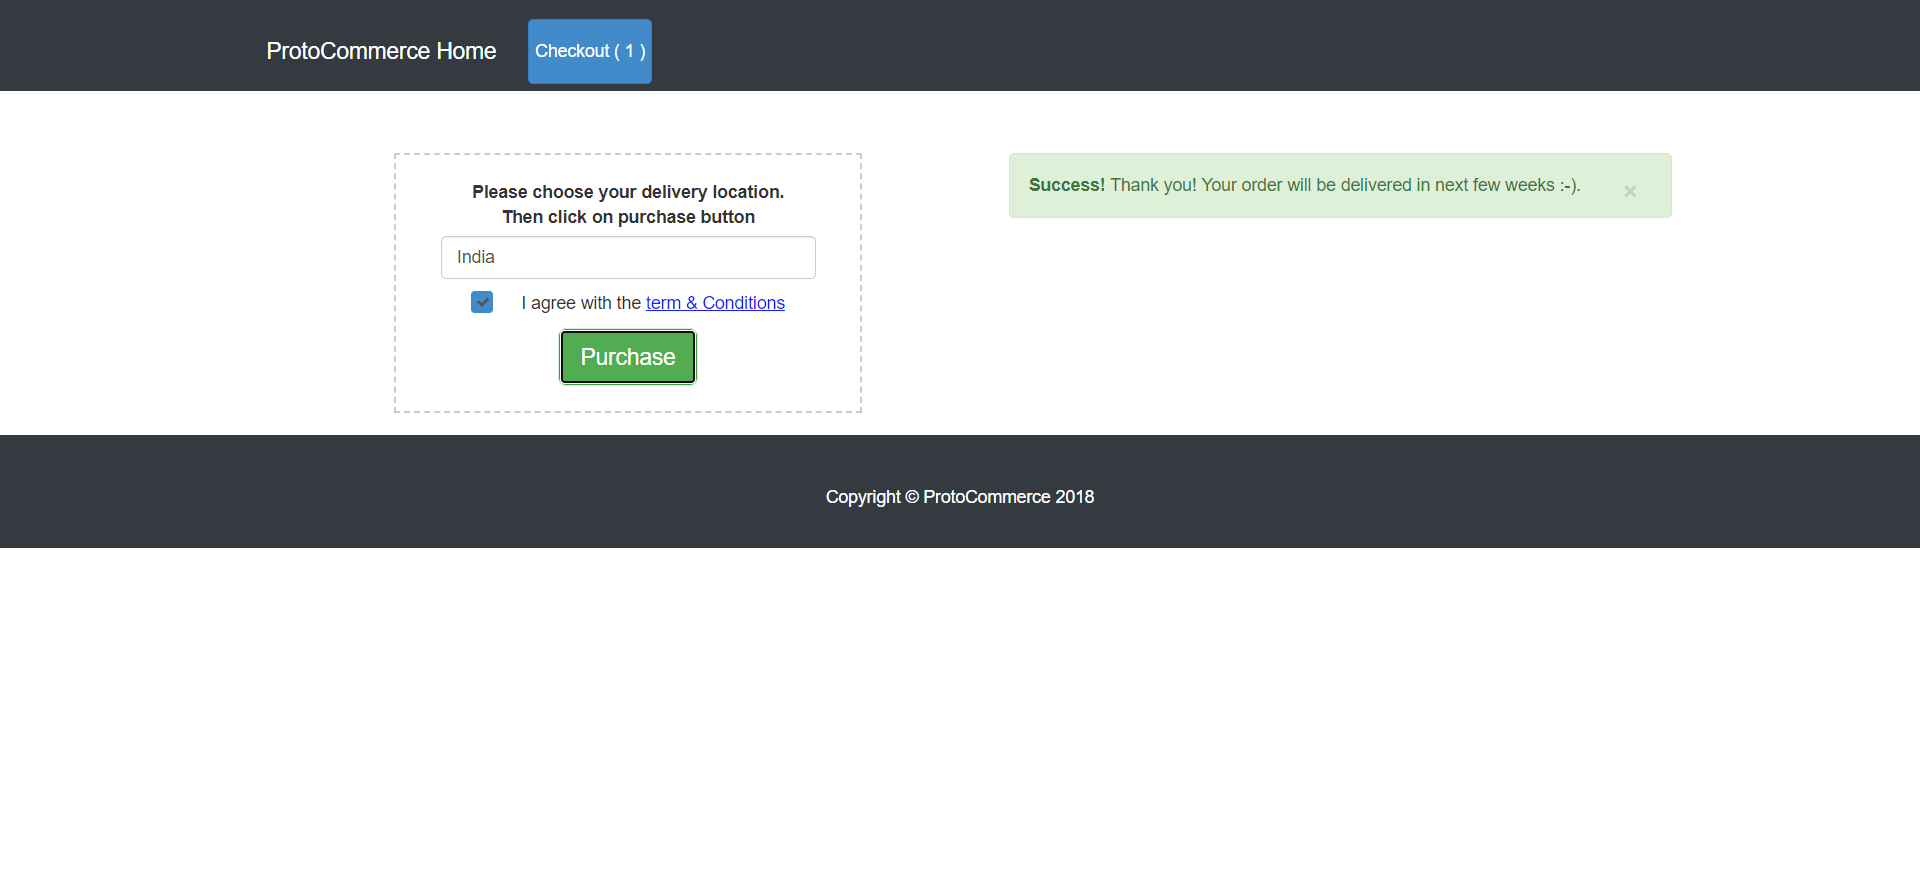 ProtoCommerce Home
Checkout ( 1 )
Please choose your delivery location.
Then click on purchase button
India
I agree with the term & Conditions
Purchase
Success! Thank you! Your order will be delivered in next few weeks :-).
×
Copyright © ProtoCommerce 2018